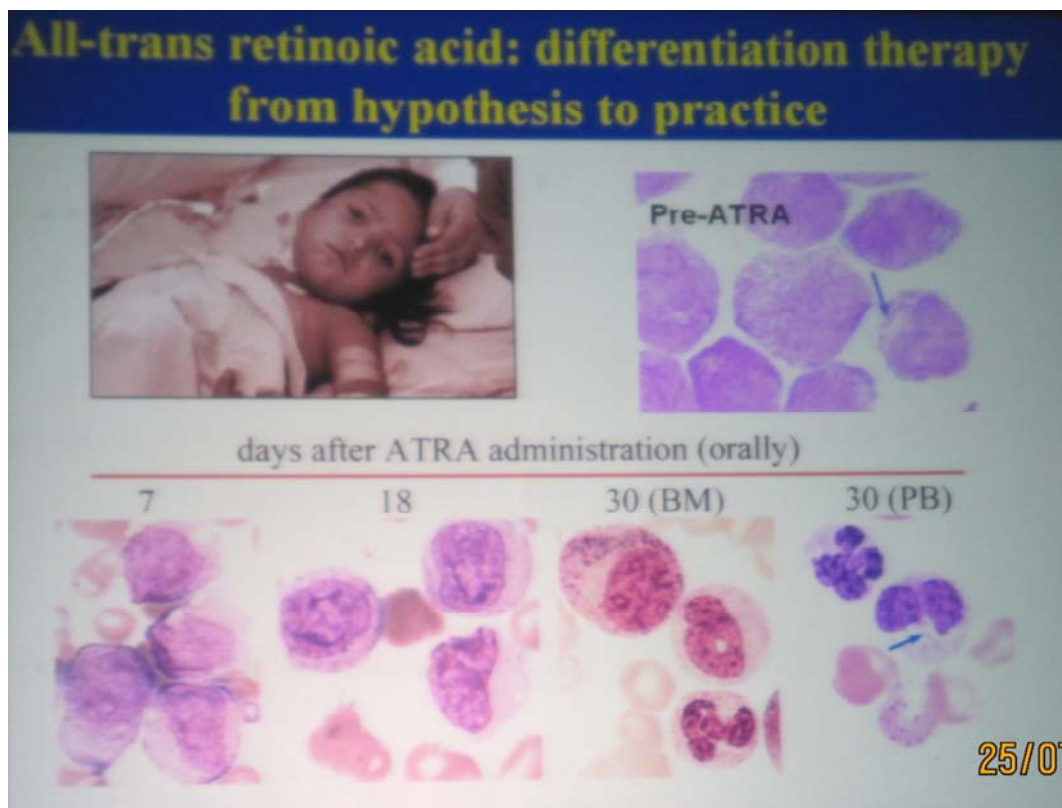 All-trans retinoic acid: differentiation therapy
from hypothesis to practice
Pre-ATRA
days after ATRA administration (orally)
7 18 30 (BM) 30 (PB)
25/07